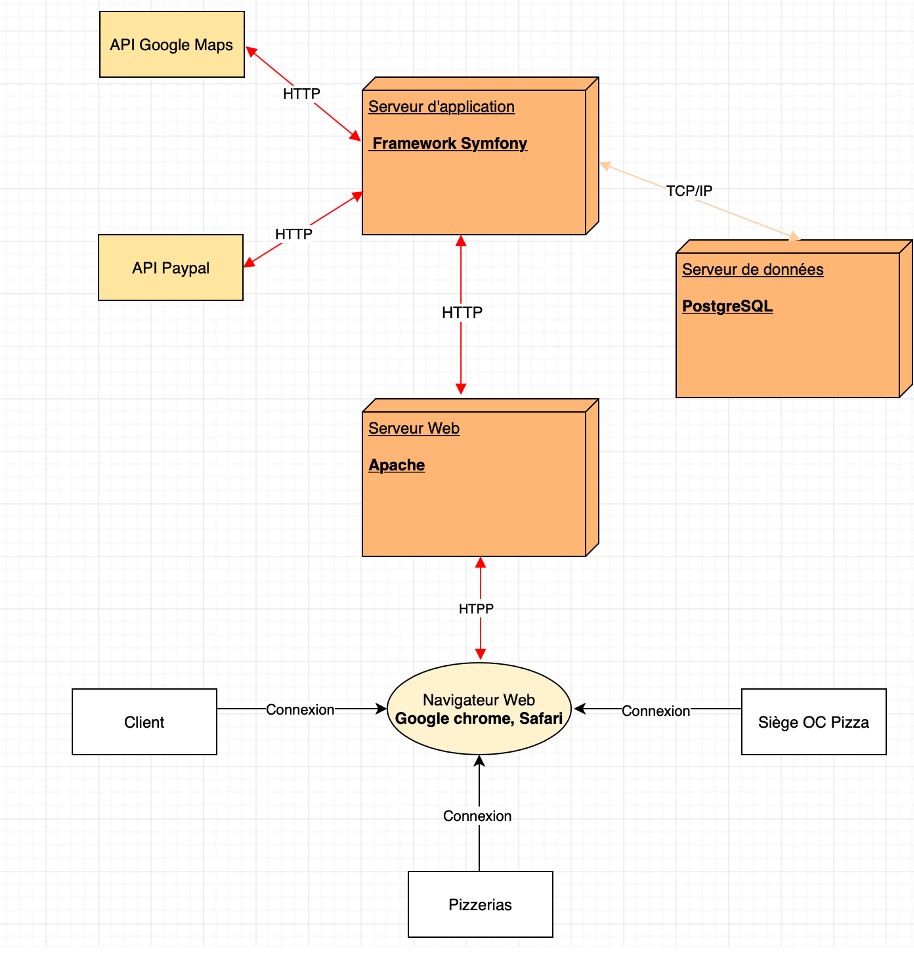 API Google Maps
HTTP
Serveur d'application
Framework Symfony
TCP/IP
HTTP
API Paypal
Serveur de données
PostgreSQL
HTTP
Serveur Web
Apache
HTPP
Navigateur Web
Google chrome, Safari
Client
Connexion
Connexion
Siège OC Pizza
Connexion
Pizzerias